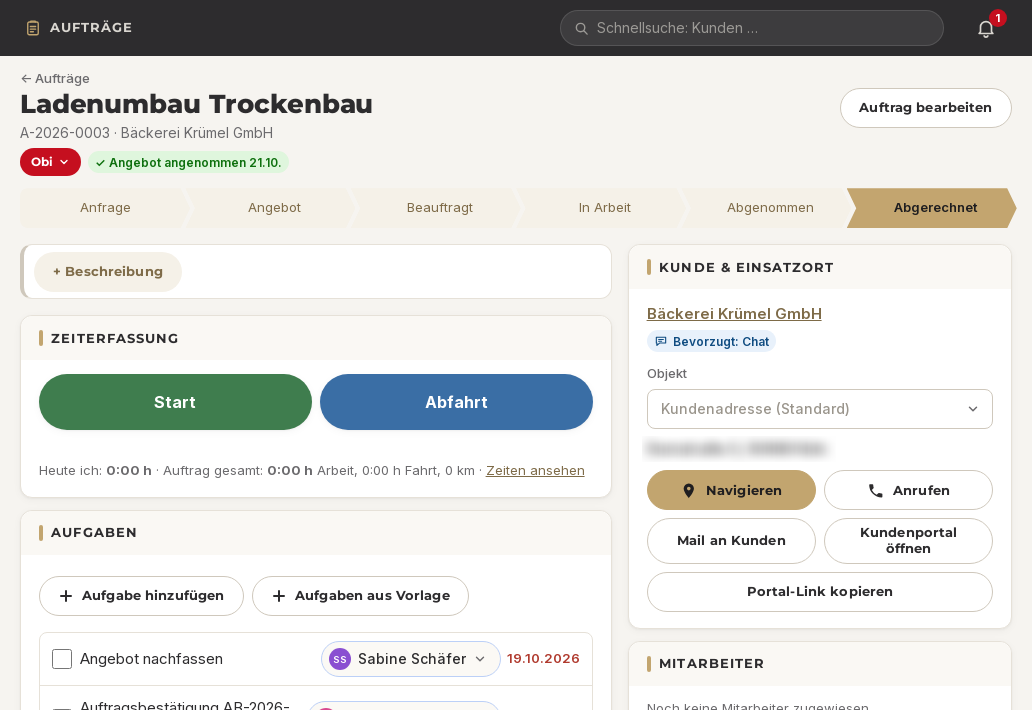 AUFTRÄGE
Schnellsuche: Kunden …
1
← Aufträge
Ladenumbau Trockenbau
Auftrag bearbeiten
A-2026-0003 · Bäckerei Krümel GmbH
Obi
✓ Angebot angenommen 21.10.
Anfrage
Angebot
Beauftragt
In Arbeit
Abgenommen
Abgerechnet
+ Beschreibung
ZEITERFASSUNG
Start
Abfahrt
Heute ich: 0:00 h · Auftrag gesamt: 0:00 h Arbeit, 0:00 h Fahrt, 0 km · Zeiten ansehen
AUFGABEN
+ Aufgabe hinzufügen
+ Aufgaben aus Vorlage
Angebot nachfassen
SS Sabine Schäfer
19.10.2026
Auftragsbestätigung AB-2026-
KUNDE & EINSATZORT
Bäckerei Krümel GmbH
Bevorzugt: Chat
Objekt
Kundenadresse (Standard)
Navigieren
Anrufen
Mail an Kunden
Kundenportal
öffnen
Portal-Link kopieren
MITARBEITER
Noch keine Mitarbeiter zugewiesen